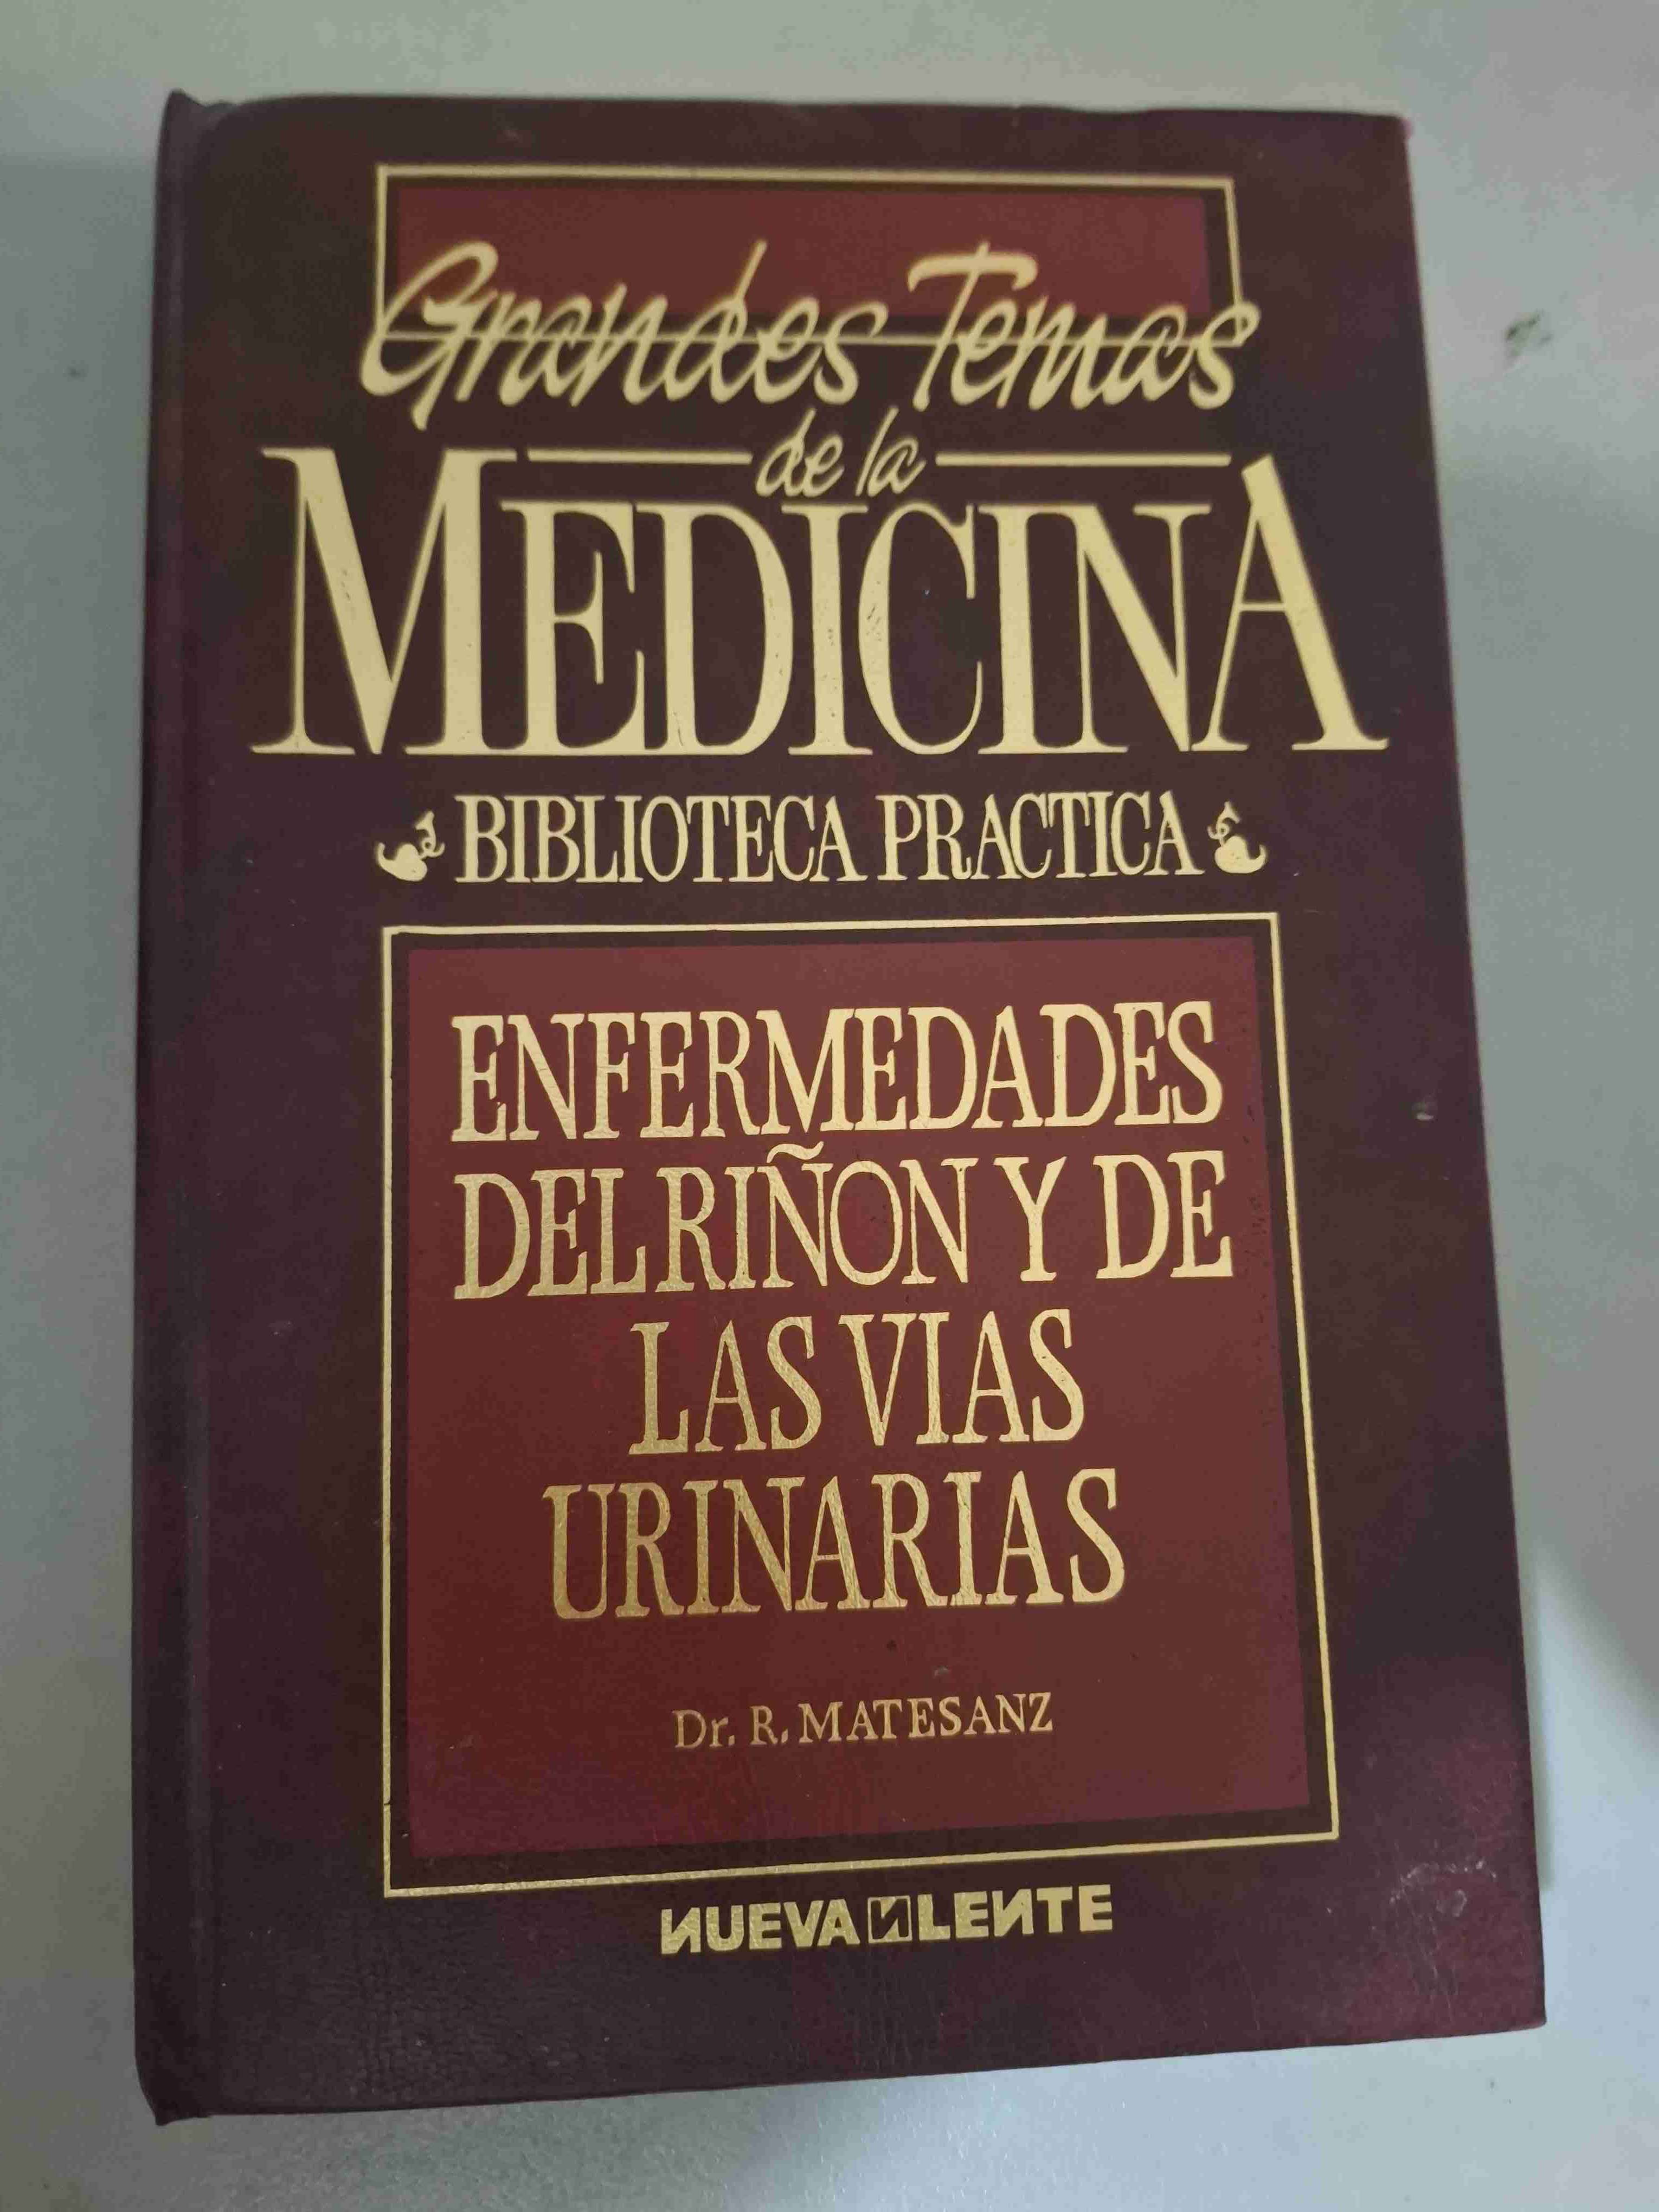 Grandes Temas
de la
MEDICINA
BIBLIOTECA PRACTICA
ENFERMEDADES
DEL RIÑON Y DE
LAS VIAS
URINARIAS
Dr. R. MATESANZ
NUEVA LENTE